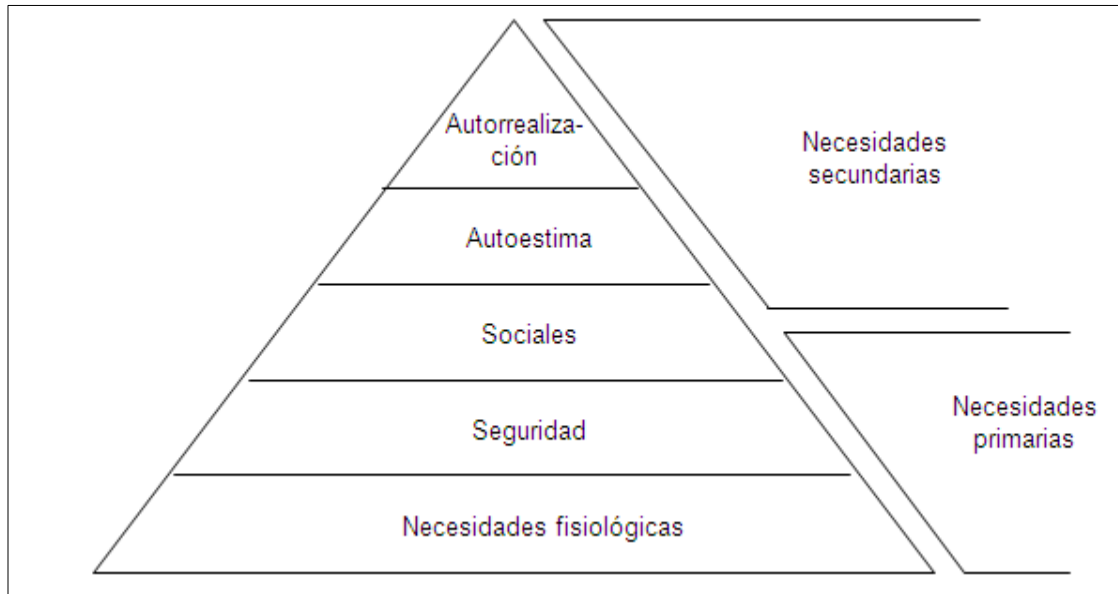 Autorrealiza-
ción
Autoestima
Sociales
Seguridad
Necesidades fisiológicas
Necesidades
secundarias
Necesidades
primarias